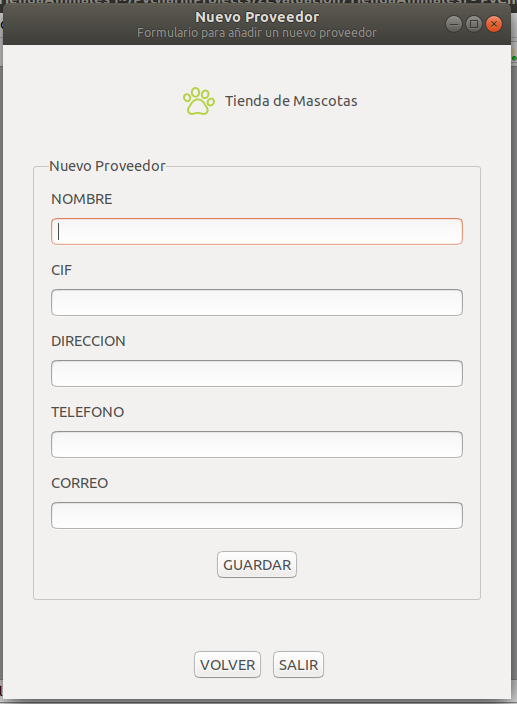 Nuevo Proveedor
Formulario para añadir un nuevo proveedor
Tienda de Mascotas
Nuevo Proveedor
NOMBRE
CIF
DIRECCION
TELEFONO
CORREO
GUARDAR
VOLVER SALIR